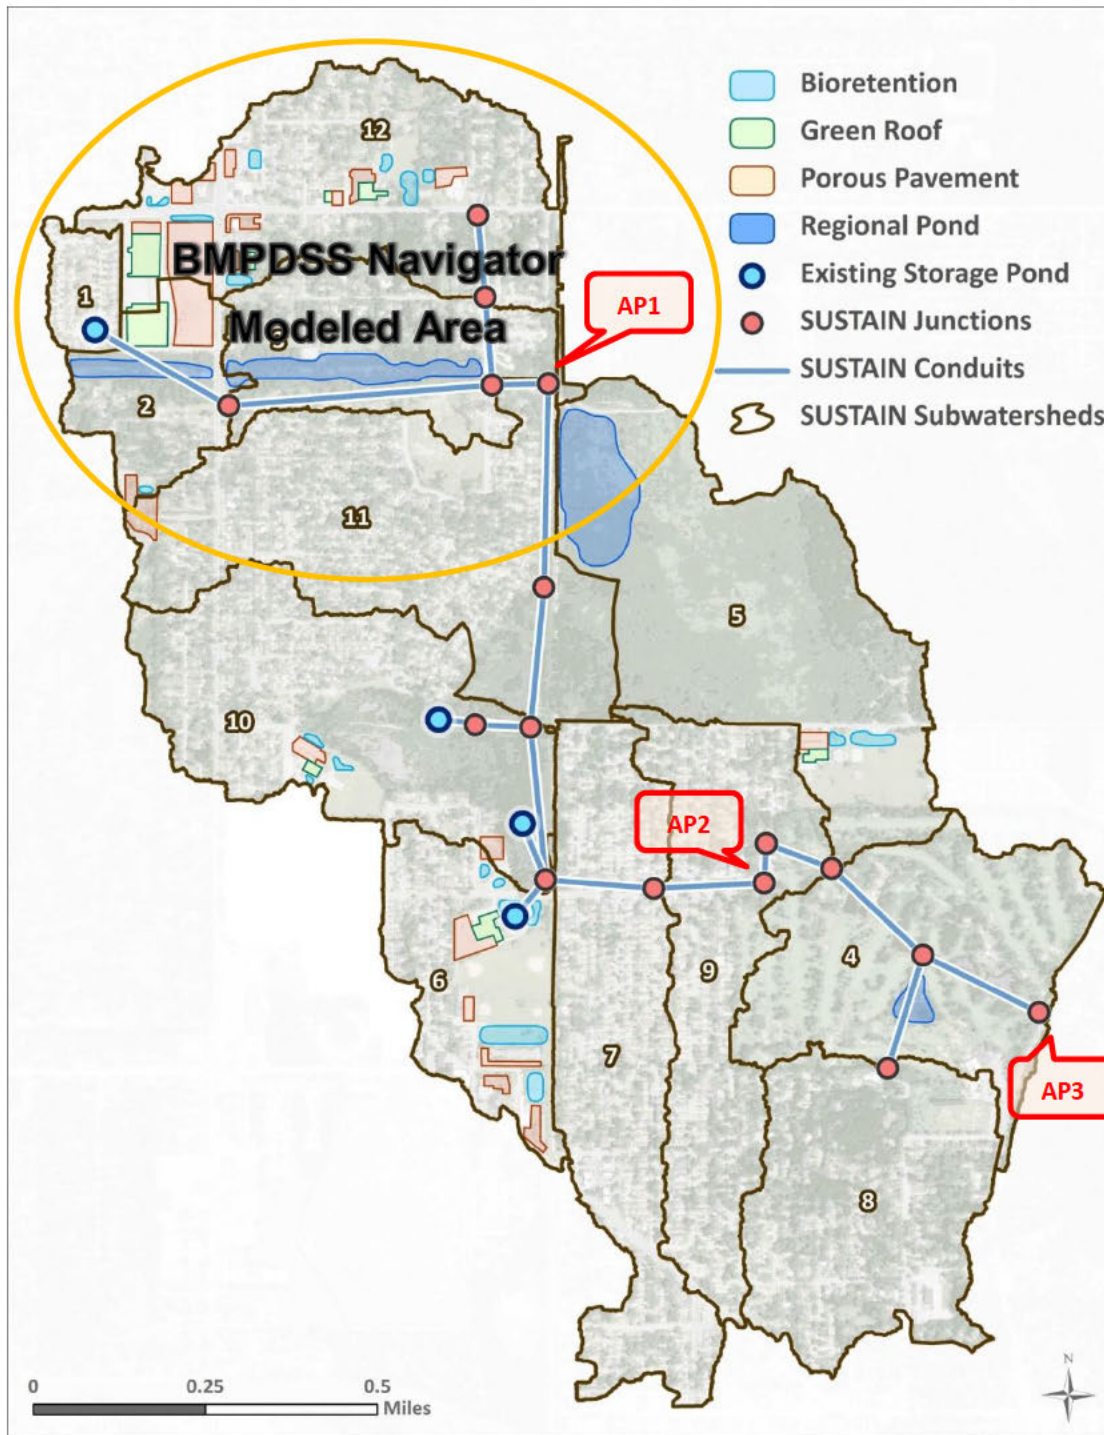 12
BMPDSS Navigator
Modeled Area
1
2
11
AP1
Bioretention
Green Roof
Porous Pavement
Regional Pond
Existing Storage Pond
SUSTAIN Junctions
SUSTAIN Conduits
SUSTAIN Subwatersheds
5
10
AP2
6
9
4
7
AP3
8
0
0.25
0.5
Miles
N